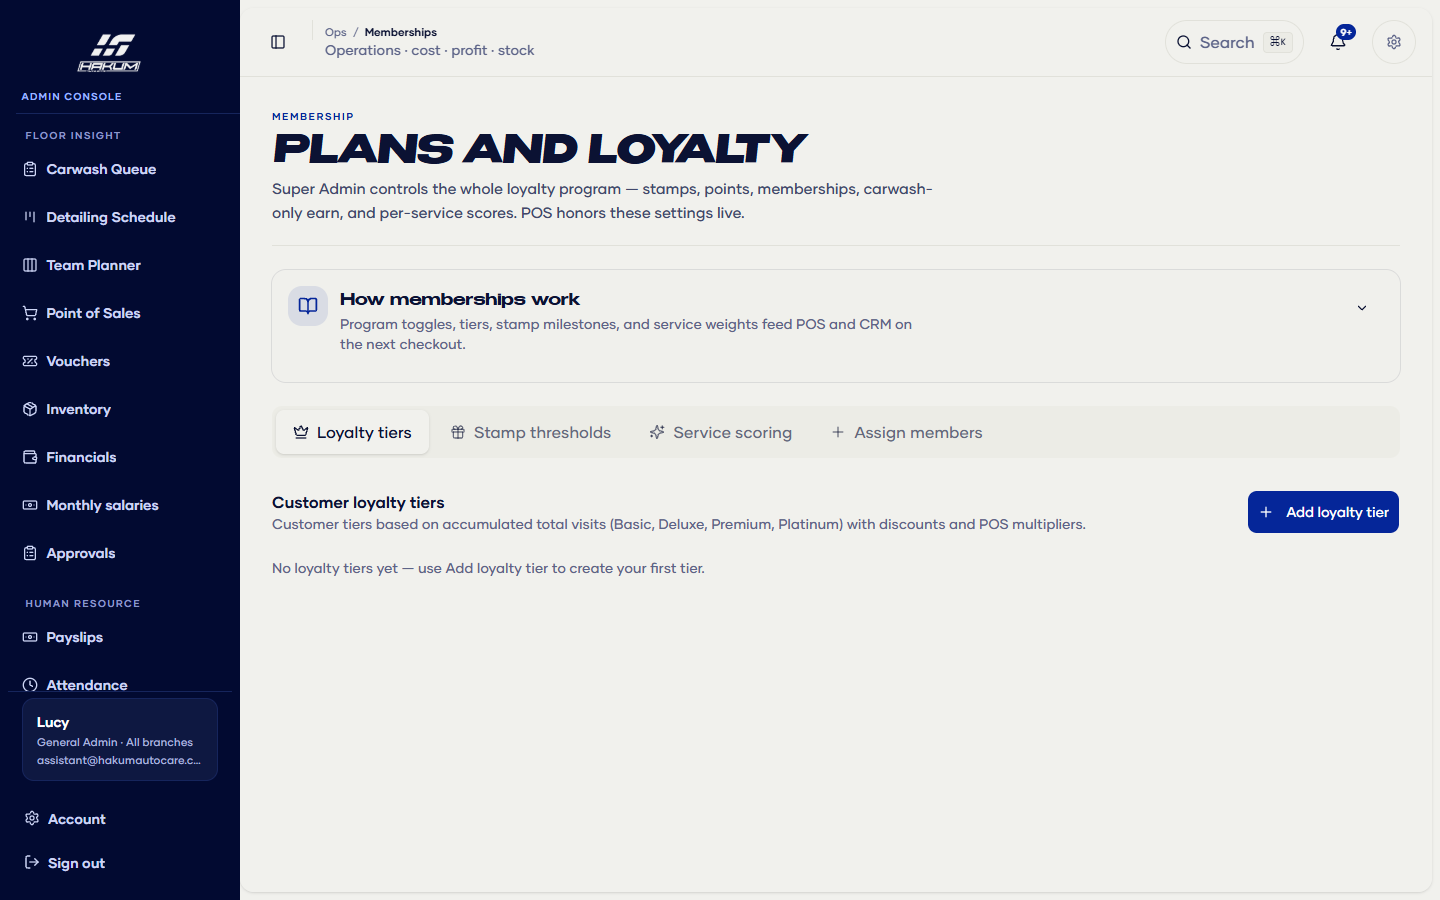 HAKUM
ADMIN CONSOLE
FLOOR INSIGHT
Carwash Queue
Detailing Schedule
Team Planner
Point of Sales
Vouchers
Inventory
Financials
Monthly salaries
Approvals
HUMAN RESOURCE
Payslips
Attendance
Lucy
General Admin · All branches
assistant@hakumautocare.c...
Account
Sign out
Ops / Memberships
Operations · cost · profit · stock
Search ⌘K
9+
MEMBERSHIP
PLANS AND LOYALTY
Super Admin controls the whole loyalty program — stamps, points, memberships, carwash-
only earn, and per-service scores. POS honors these settings live.
How memberships work
Program toggles, tiers, stamp milestones, and service weights feed POS and CRM on
the next checkout.
Loyalty tiers
Stamp thresholds
Service scoring
Assign members
Customer loyalty tiers
Customer tiers based on accumulated total visits (Basic, Deluxe, Premium, Platinum) with discounts and POS multipliers.
Add loyalty tier
No loyalty tiers yet — use Add loyalty tier to create your first tier.